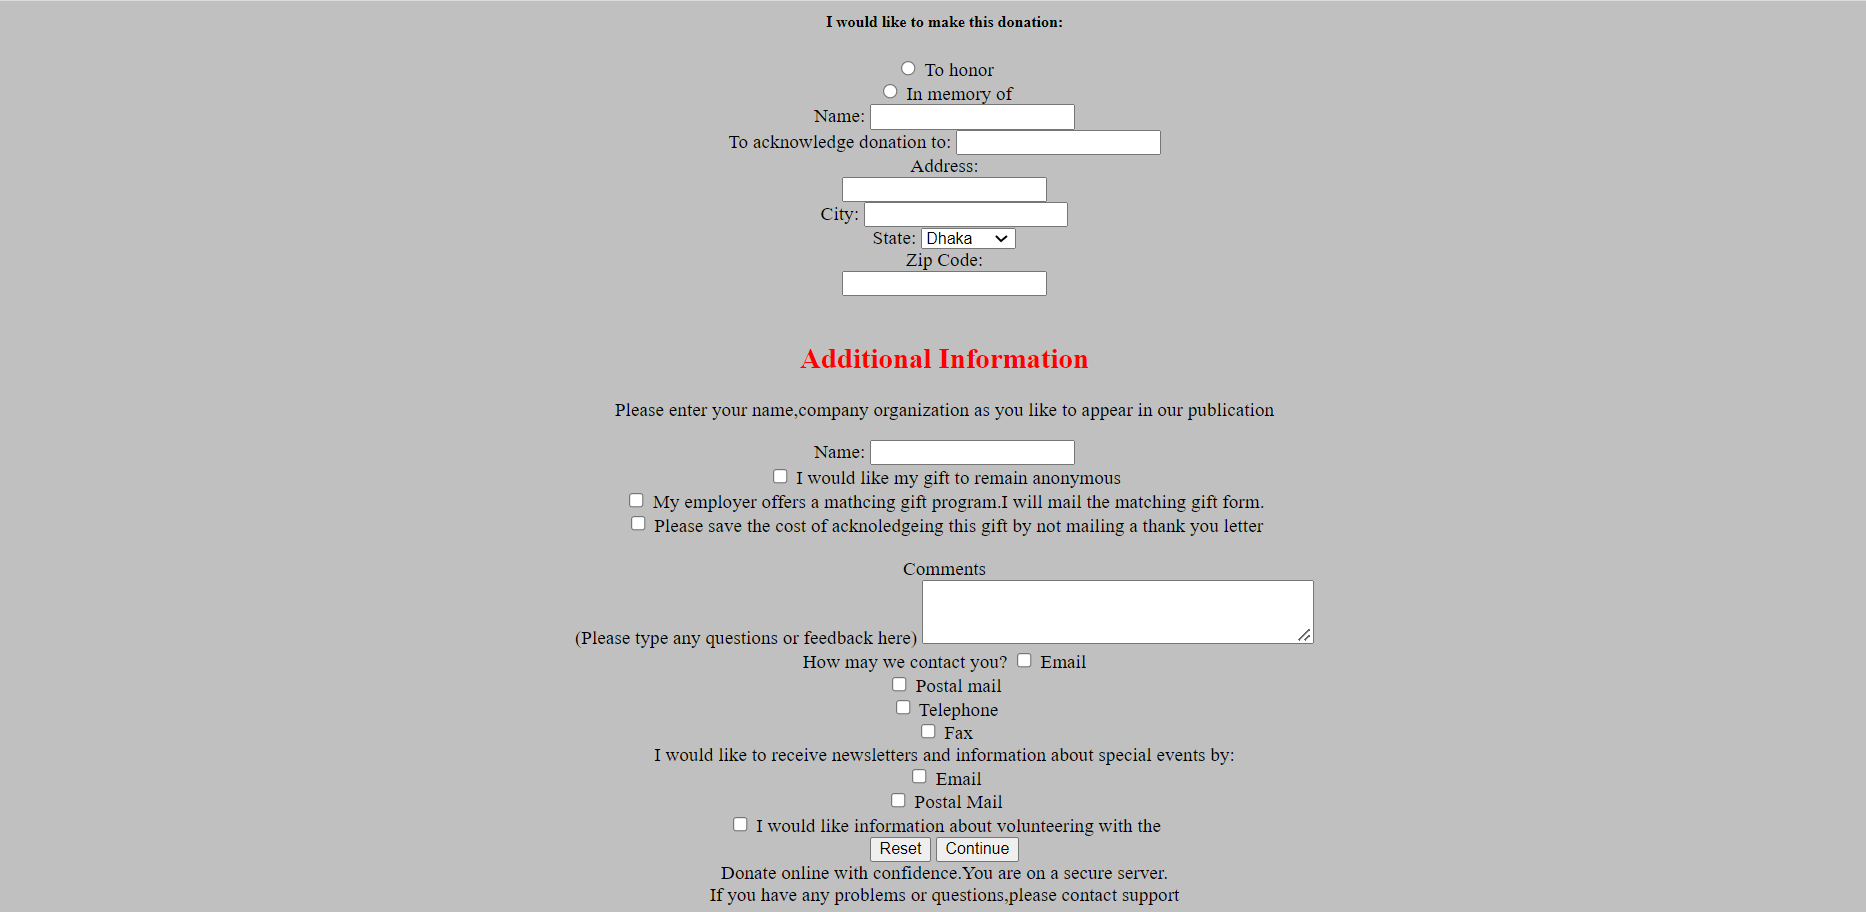 I would like to make this donation:
To honor
In memory of
Name:
To acknowledge donation to:
Address:
City:
State: Dhaka
Zip Code:
Additional Information
Please enter your name,company organization as you like to appear in our publication
Name:
I would like my gift to remain anonymous
My employer offers a mathcing gift program.I will mail the matching gift form.
Please save the cost of acknoledgeing this gift by not mailing a thank you letter
Comments
(Please type any questions or feedback here)
How may we contact you? Email
Postal mail
Telephone
Fax
I would like to receive newsletters and information about special events by:
Email
Postal Mail
I would like information about volunteering with the
Reset Continue
Donate online with confidence.You are on a secure server.
If you have any problems or questions,please contact support